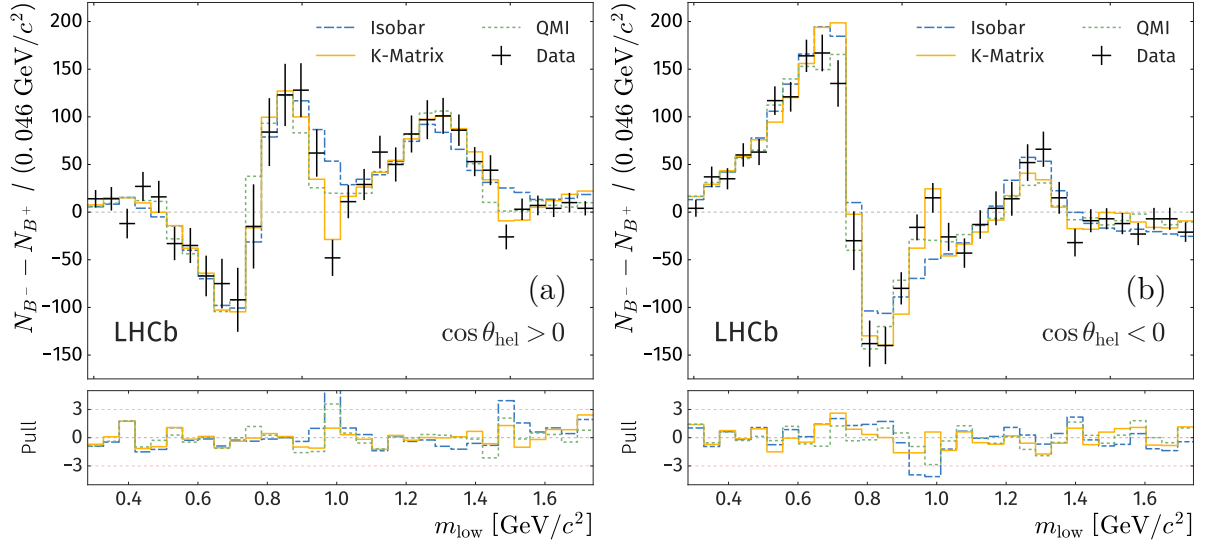 N_{B^-} − N_{B^+} / (0.046 GeV/c²)
200
150
100
50
0
−50
−100
−150
Isobar
K-Matrix
QMI
Data
(a)
LHCb
cos θ_hel > 0
Pull
3
0
−3
0.4 0.6 0.8 1.0 1.2 1.4 1.6
m_low [GeV/c²]
N_{B^-} − N_{B^+} / (0.046 GeV/c²)
200
150
100
50
0
−50
−100
−150
Isobar
K-Matrix
QMI
Data
(b)
LHCb
cos θ_hel < 0
Pull
3
0
−3
0.4 0.6 0.8 1.0 1.2 1.4 1.6
m_low [GeV/c²]